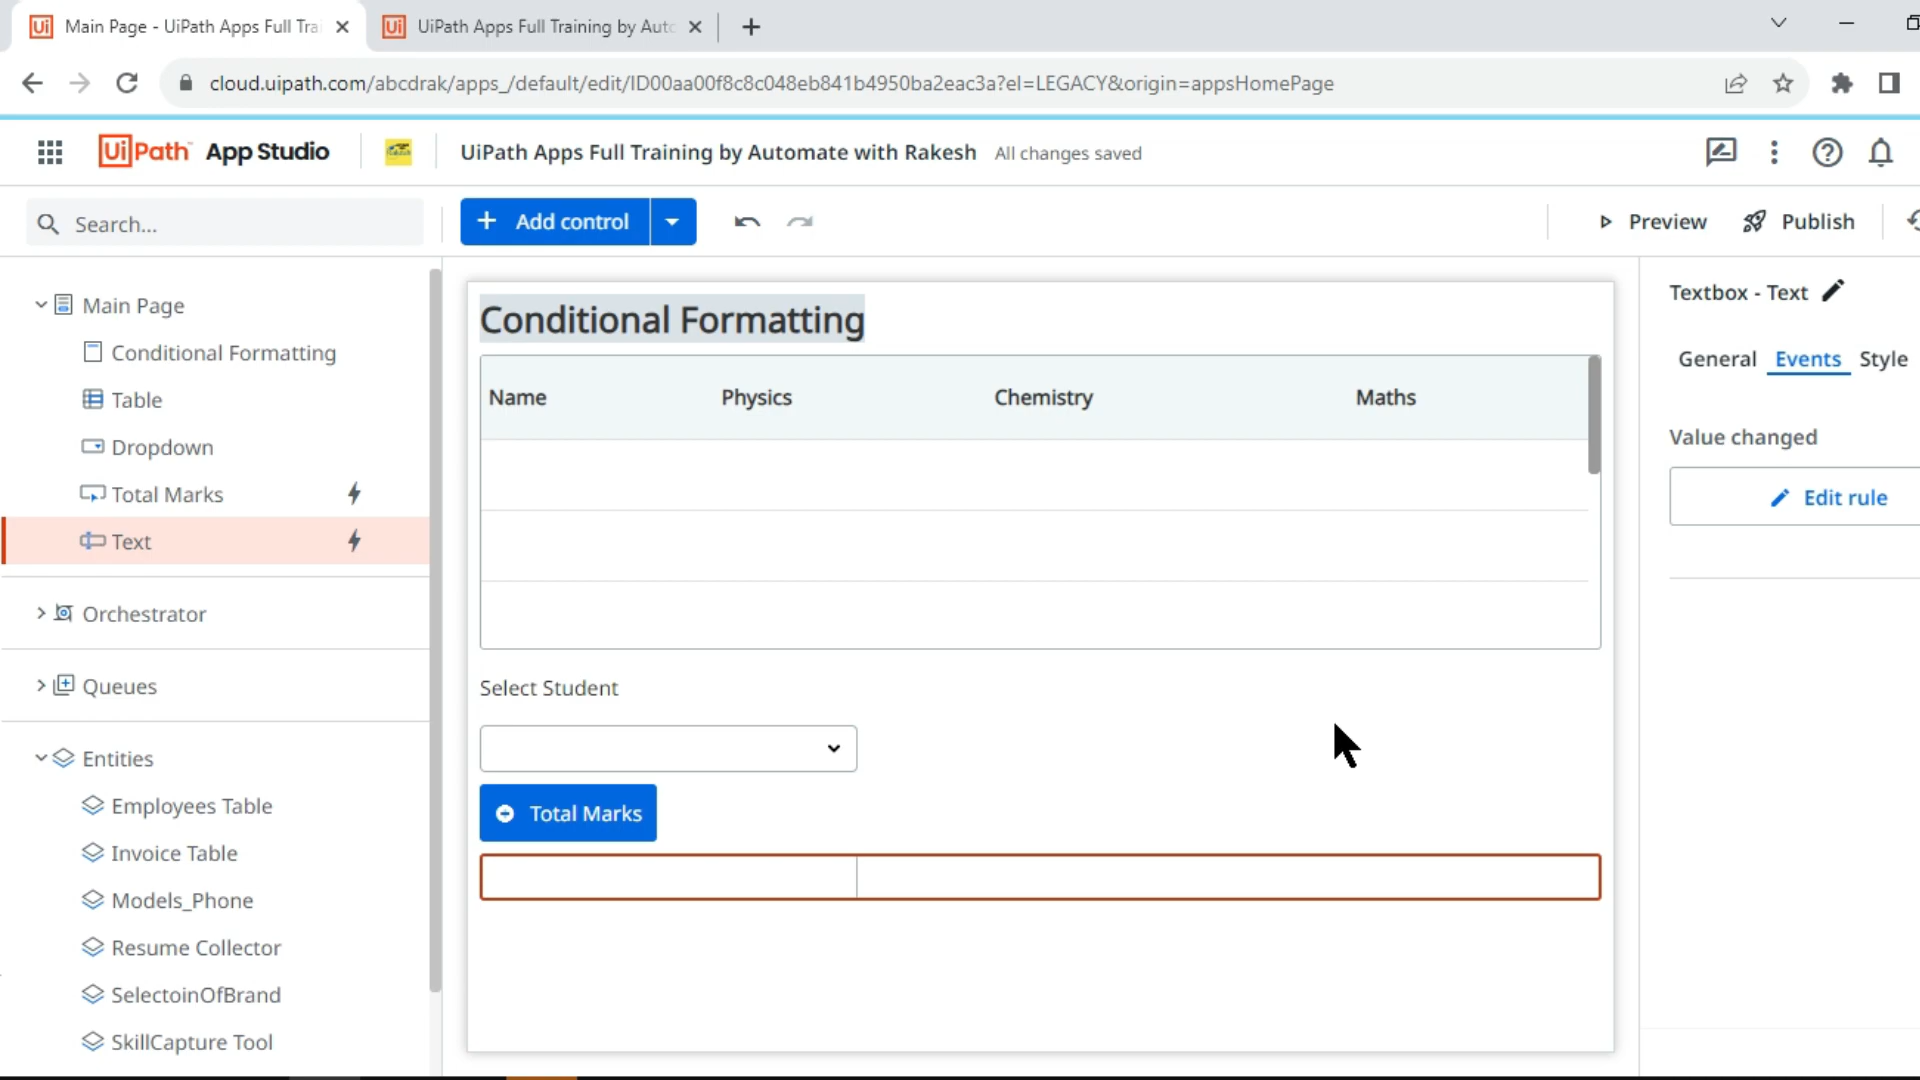 Main Page - UiPath Apps Full Trai
UiPath Apps Full Training by Auto
cloud.uipath.com/abcdrak/apps_/default/edit/ID00aa00f8c8c048eb841b4950ba2eac3a?el=LEGACY&origin=appsHomePage
UiPath App Studio
UiPath Apps Full Training by Automate with Rakesh
All changes saved
Search...
Add control
Preview
Publish
Main Page
Conditional Formatting
Table
Dropdown
Total Marks
Text
Orchestrator
Queues
Entities
Employees Table
Invoice Table
Models_Phone
Resume Collector
SelectoinOfBrand
SkillCapture Tool
Conditional Formatting
Name Physics Chemistry Maths
Select Student
Total Marks
Textbox - Text
General Events Style
Value changed
Edit rule